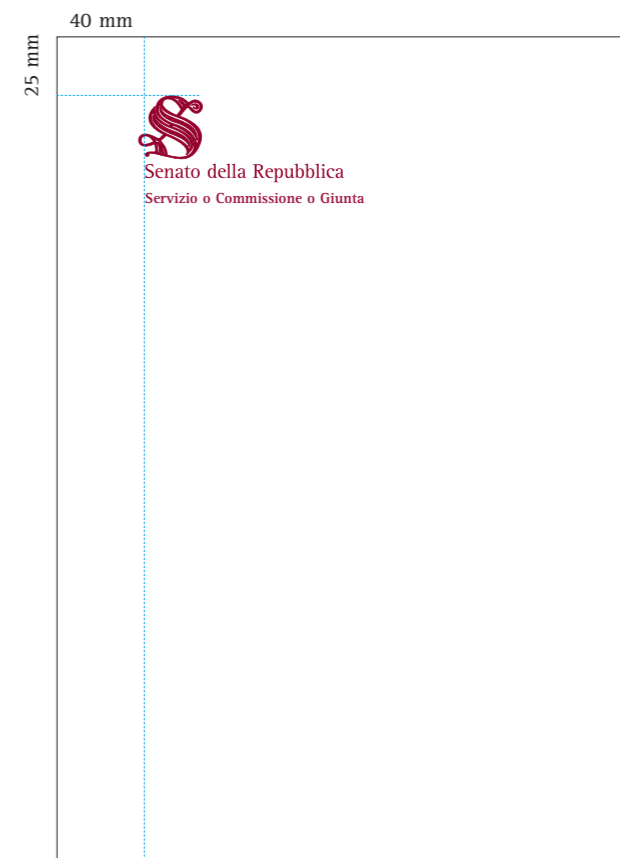 40 mm
25 mm
Senato della Repubblica
Servizio o Commissione o Giunta